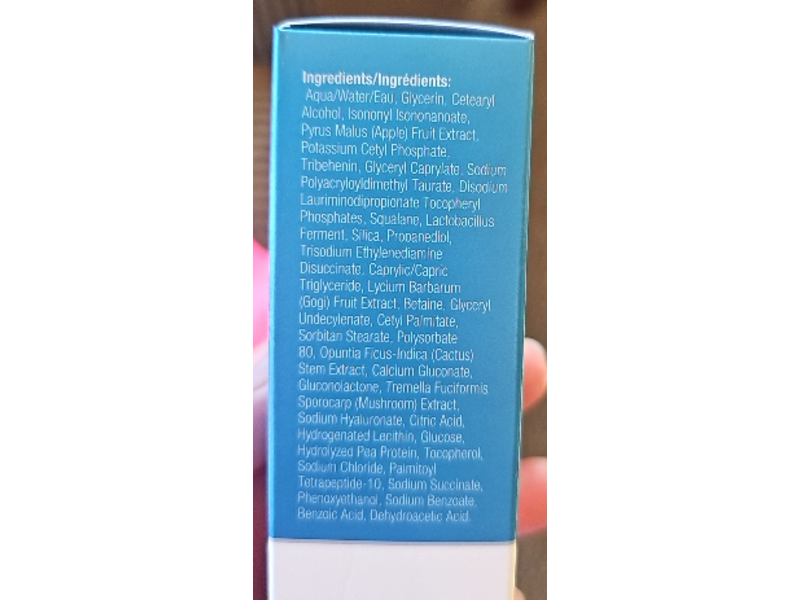 Ingredients/Ingrédients:
Aqua/Water/Eau, Glycerin, Cetearyl
Alcohol, Isononyl Isononanoate,
Pyrus Malus (Apple) Fruit Extract,
Potassium Cetyl Phosphate,
Tribehenin, Glyceryl Caprylate, Sodium
Polyacryloyldimethyl Taurate, Disodium
Lauriminodipropionate Tocopheryl
Phosphates, Squalane, Lactobacillus
Ferment, Silica, Propanediol,
Trisodium Ethylenediamine
Disuccinate, Caprylic/Capric
Triglyceride, Lycium Barbarum
(Gogi) Fruit Extract, Betaine, Glyceryl
Undecylenate, Cetyl Palmitate,
Sorbitan Stearate, Polysorbate
80, Opuntia Ficus-Indica (Cactus)
Stem Extract, Calcium Gluconate,
Gluconolactone, Tremella Fuciformis
Sporocarp (Mushroom) Extract,
Sodium Hyaluronate, Citric Acid,
Hydrogenated Lecithin, Glucose,
Hydrolyzed Pea Protein, Tocopherol,
Sodium Chloride, Palmitoyl
Tetrapeptide-10, Sodium Succinate,
Phenoxyethanol, Sodium Benzoate,
Benzoic Acid, Dehydroacetic Acid.